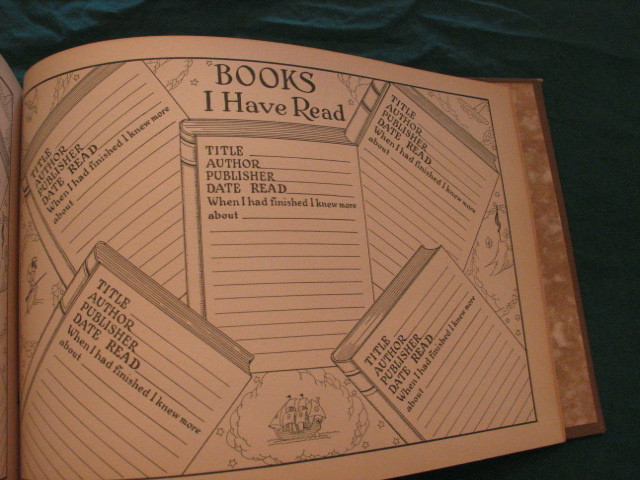 BOOKS
I Have Read
TITLE
AUTHOR
PUBLISHER
DATE READ
When I had finished I knew more
about
TITLE
AUTHOR
PUBLISHER
DATE READ
When I had finished I knew more
about
TITLE
AUTHOR
PUBLISHER
DATE READ
When I had finished I knew more
about
TITLE
AUTHOR
PUBLISHER
DATE READ
When I had finished I knew more
about
TITLE
AUTHOR
PUBLISHER
DATE READ
When I had finished I knew more
about